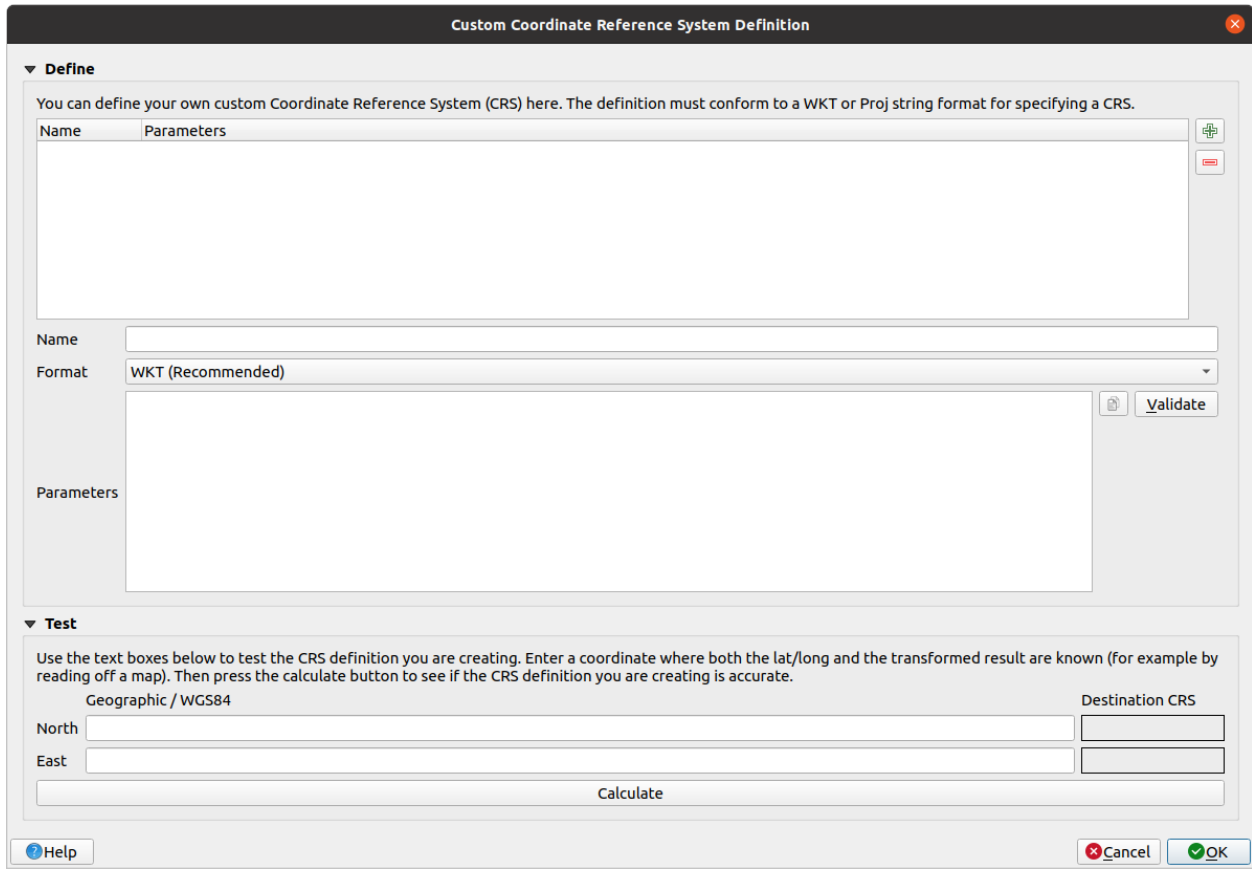 Custom Coordinate Reference System Definition
Define
You can define your own custom Coordinate Reference System (CRS) here. The definition must conform to a WKT or Proj string format for specifying a CRS.
Name Parameters
Name
Format WKT (Recommended)
Validate
Parameters
Test
Use the text boxes below to test the CRS definition you are creating. Enter a coordinate where both the lat/long and the transformed result are known (for example by
reading off a map). Then press the calculate button to see if the CRS definition you are creating is accurate.
Geographic / WGS84 Destination CRS
North
East
Calculate
Help Cancel OK